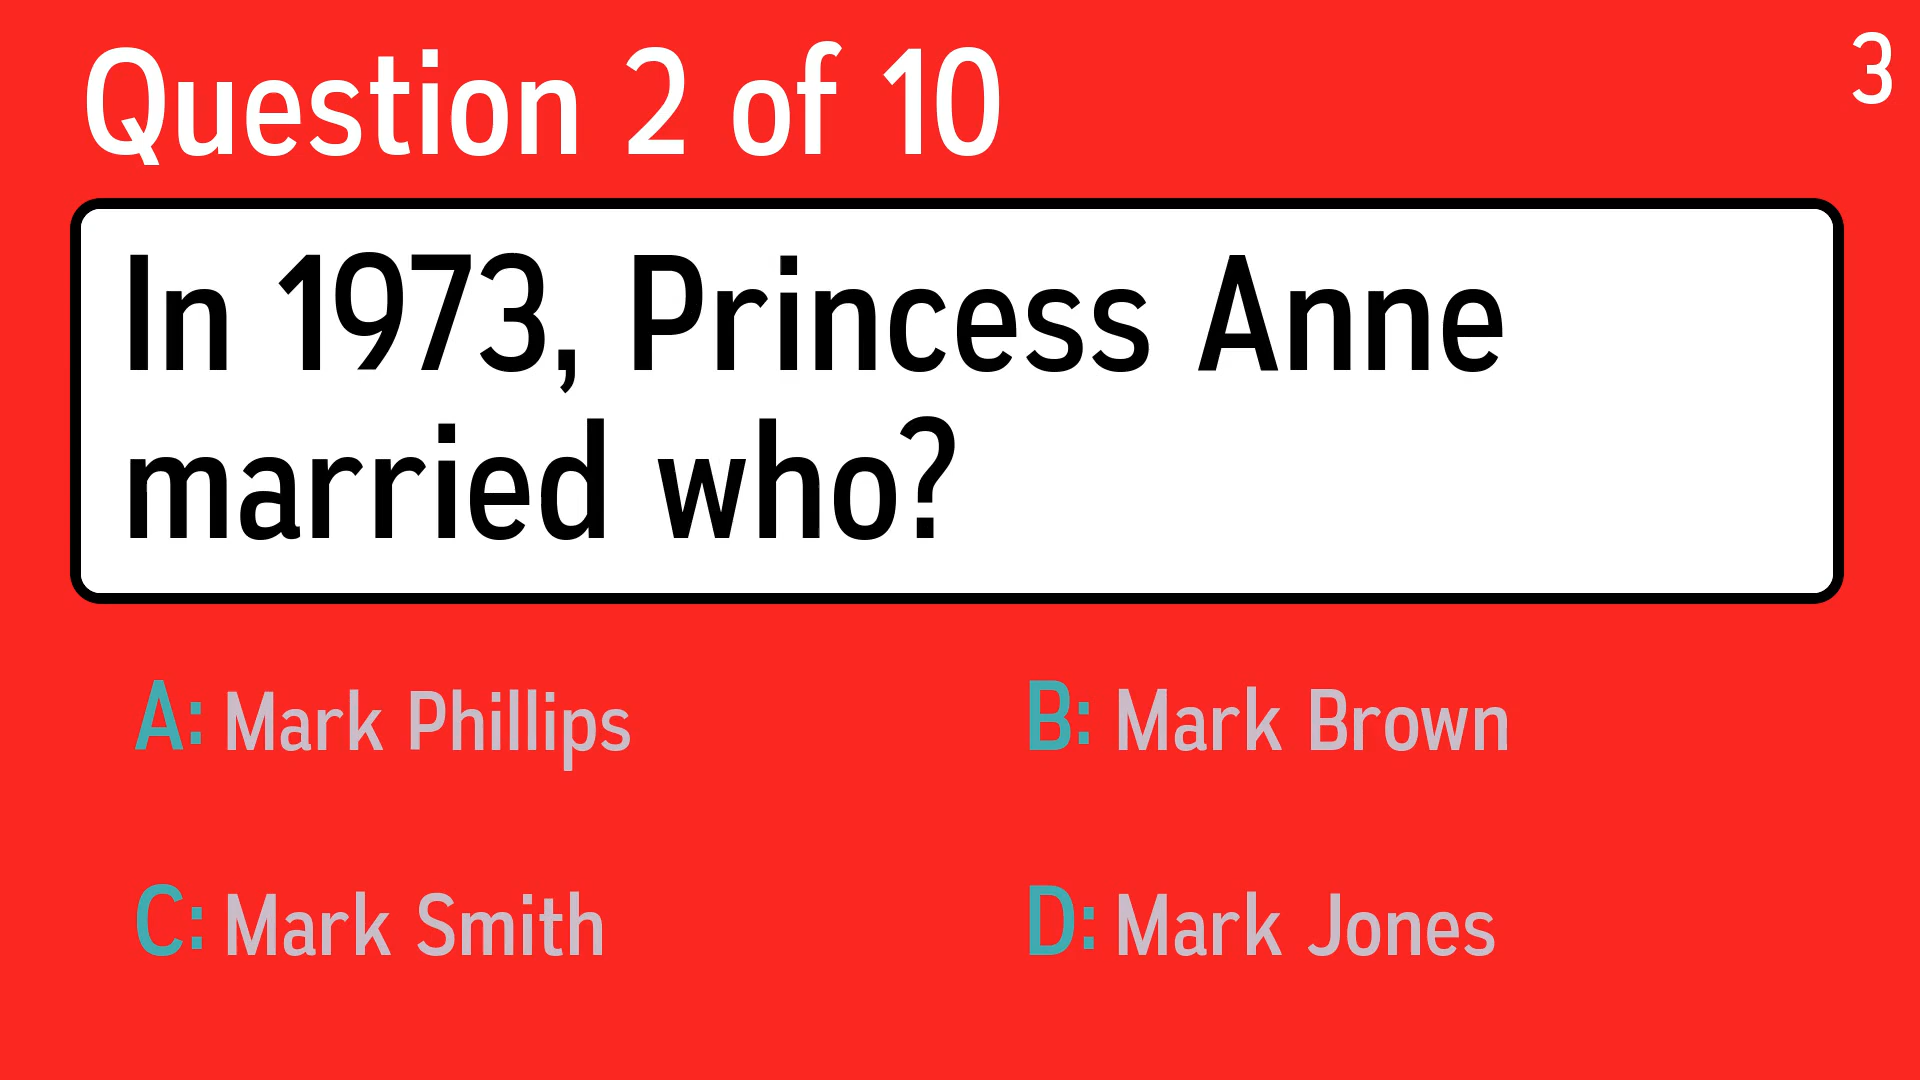 Question 2 of 10
3
In 1973, Princess Anne
married who?
A: Mark Phillips
B: Mark Brown
C: Mark Smith
D: Mark Jones